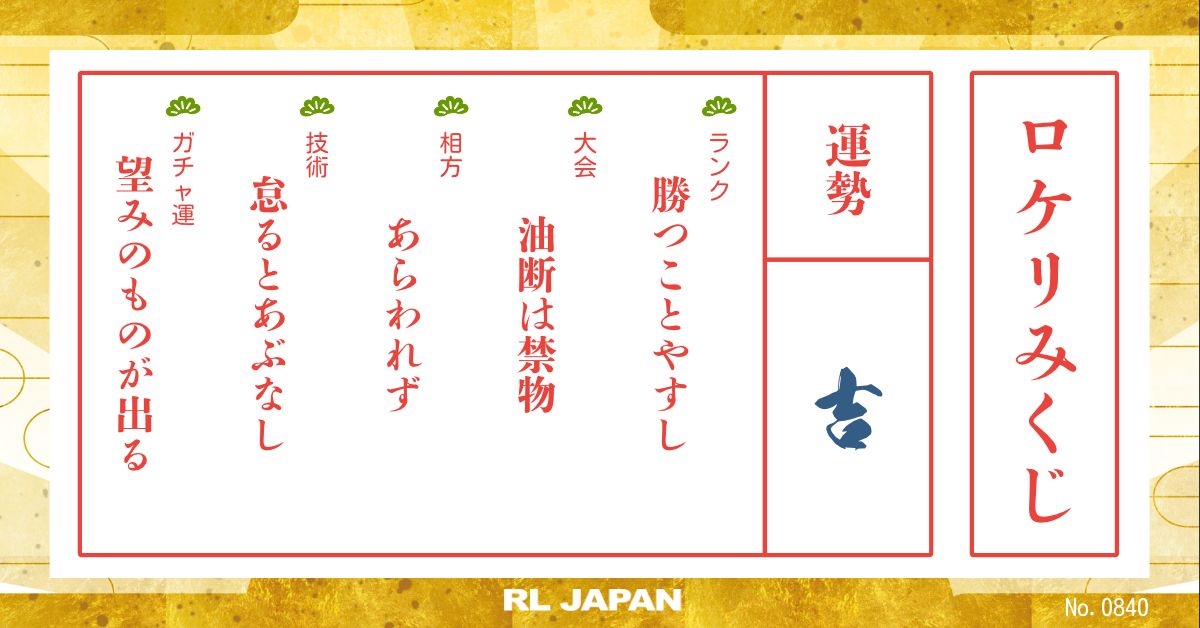 ロケリみくじ
運勢
吉
ランク
勝つことやすし
大会
油断は禁物
相方
あらわれず
技術
怠るとあぶなし
ガチャ運
望みのものが出る
RL JAPAN
No. 0840